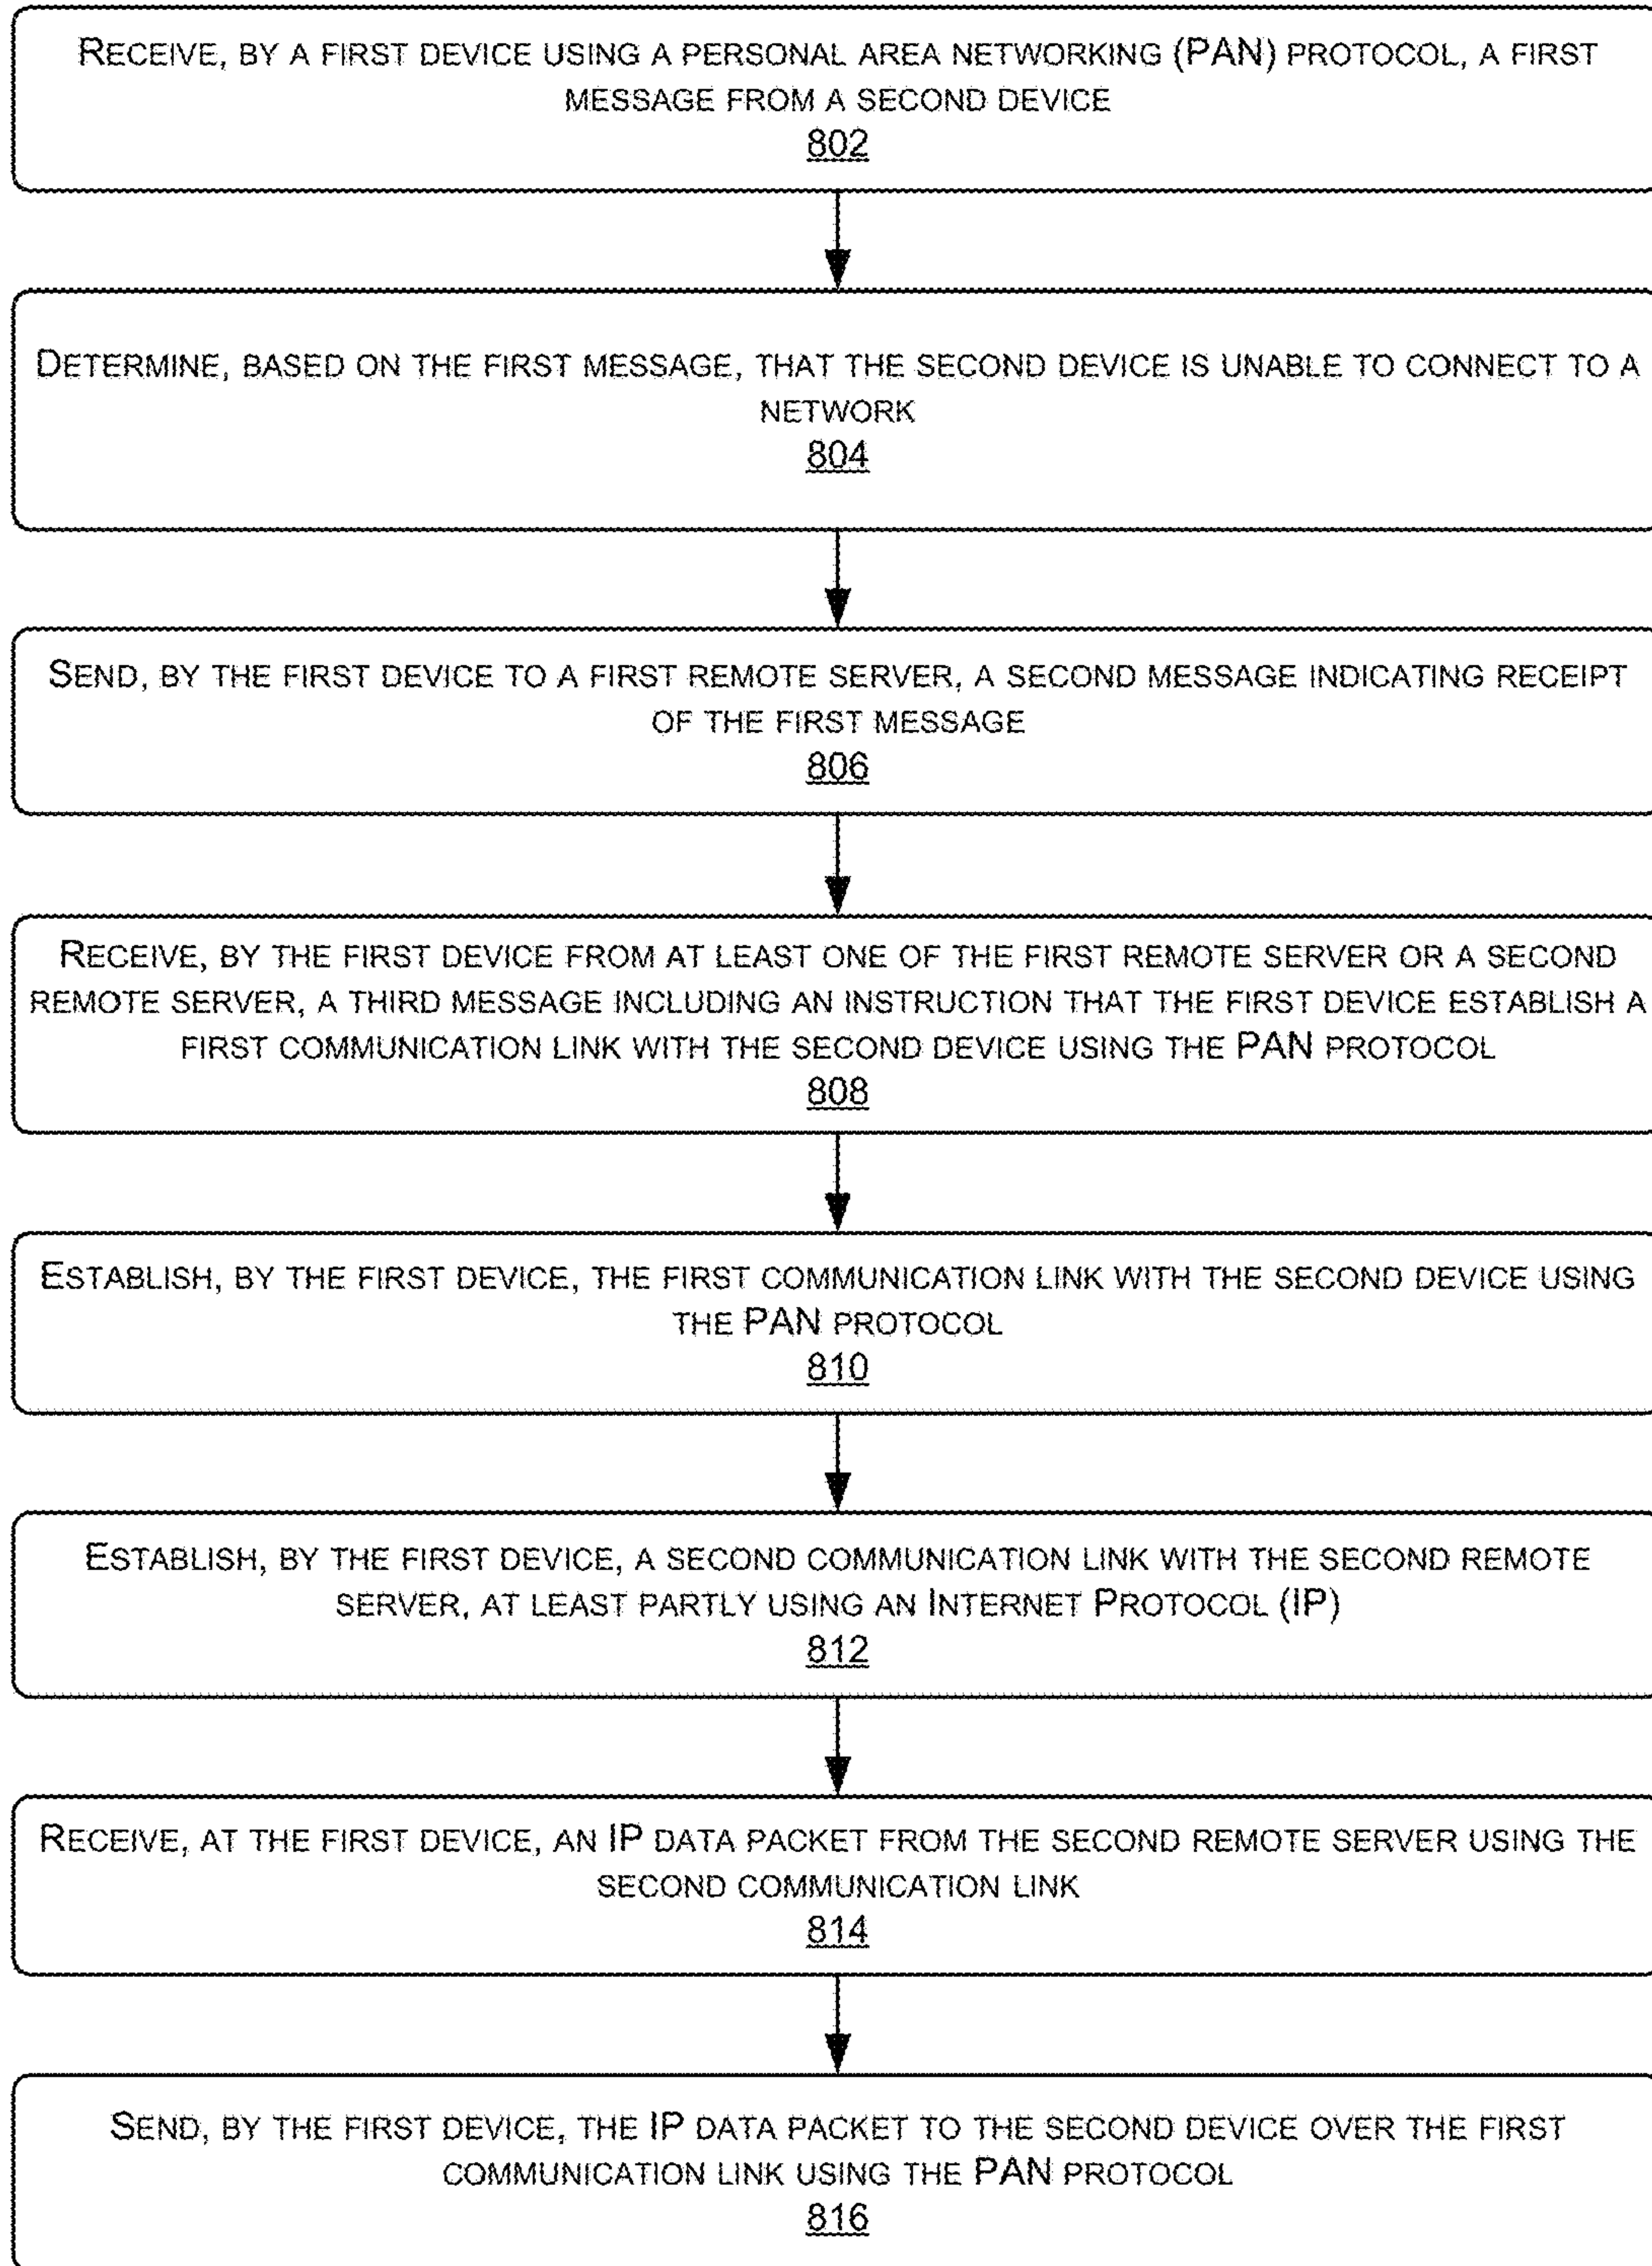 RECEIVE, BY A FIRST DEVICE USING A PERSONAL AREA NETWORKING (PAN) PROTOCOL, A FIRST
MESSAGE FROM A SECOND DEVICE
802
DETERMINE, BASED ON THE FIRST MESSAGE, THAT THE SECOND DEVICE IS UNABLE TO CONNECT TO A
NETWORK
804
SEND, BY THE FIRST DEVICE TO A FIRST REMOTE SERVER, A SECOND MESSAGE INDICATING RECEIPT
OF THE FIRST MESSAGE
806
RECEIVE, BY THE FIRST DEVICE FROM AT LEAST ONE OF THE FIRST REMOTE SERVER OR A SECOND
REMOTE SERVER, A THIRD MESSAGE INCLUDING AN INSTRUCTION THAT THE FIRST DEVICE ESTABLISH A
FIRST COMMUNICATION LINK WITH THE SECOND DEVICE USING THE PAN PROTOCOL
808
ESTABLISH, BY THE FIRST DEVICE, THE FIRST COMMUNICATION LINK WITH THE SECOND DEVICE USING
THE PAN PROTOCOL
810
ESTABLISH, BY THE FIRST DEVICE, A SECOND COMMUNICATION LINK WITH THE SECOND REMOTE
SERVER, AT LEAST PARTLY USING AN INTERNET PROTOCOL (IP)
812
RECEIVE, AT THE FIRST DEVICE, AN IP DATA PACKET FROM THE SECOND REMOTE SERVER USING THE
SECOND COMMUNICATION LINK
814
SEND, BY THE FIRST DEVICE, THE IP DATA PACKET TO THE SECOND DEVICE OVER THE FIRST
COMMUNICATION LINK USING THE PAN PROTOCOL
816